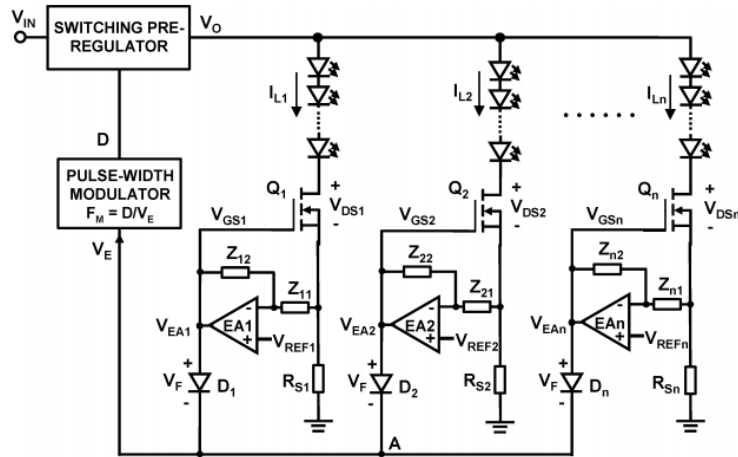 V_IN
SWITCHING PRE-
REGULATOR
V_O
I_L1
I_L2
I_Ln
D
PULSE-WIDTH
MODULATOR
F_M = D/V_E
V_E
Q_1
+
V_DS1
-
Q_2
+
V_DS2
-
Q_n
+
V_DSn
-
V_GS1
V_GS2
V_GSn
Z_12
Z_22
Z_n2
Z_11
Z_21
Z_n1
-
EA1
+
V_REF1
-
EA2
+
V_REF2
-
EAn
+
V_REFn
V_EA1
V_EA2
V_EAn
+
V_F
-
D_1
R_S1
+
V_F
-
D_2
R_S2
+
V_F
-
D_n
R_Sn
A